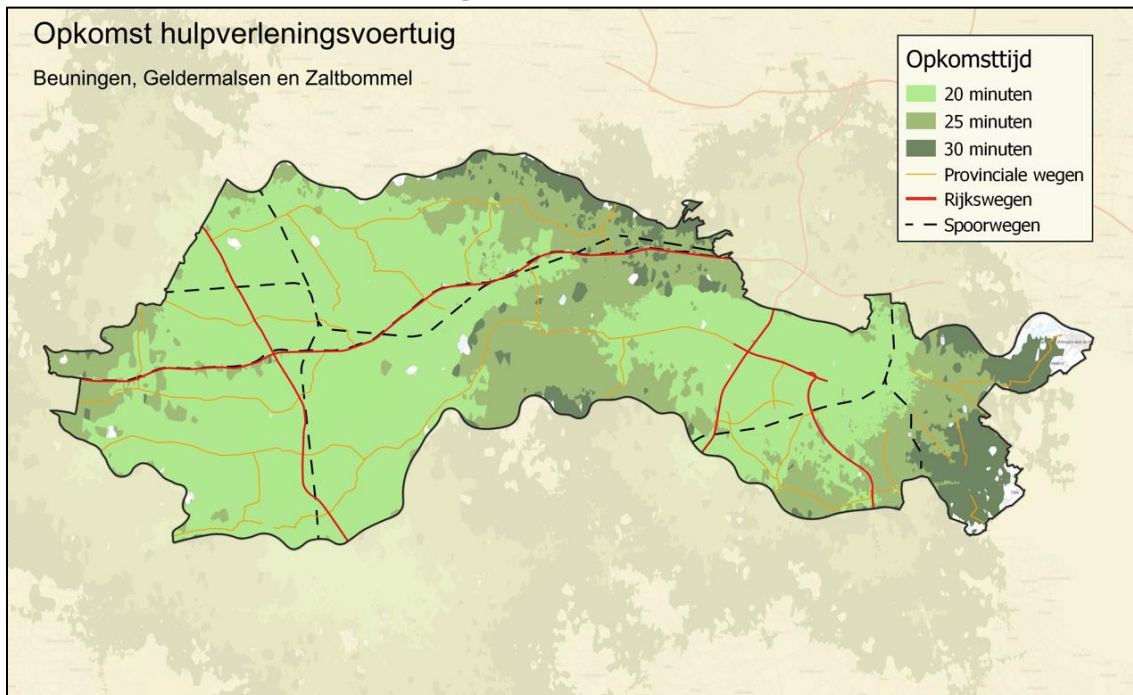 Opkomst hulpverleningsvoertuig
Beuningen, Geldermalsen en Zaltbommel
Opkomsttijd
20 minuten
25 minuten
30 minuten
Provinciale wegen
Rijkswegen
Spoorwegen